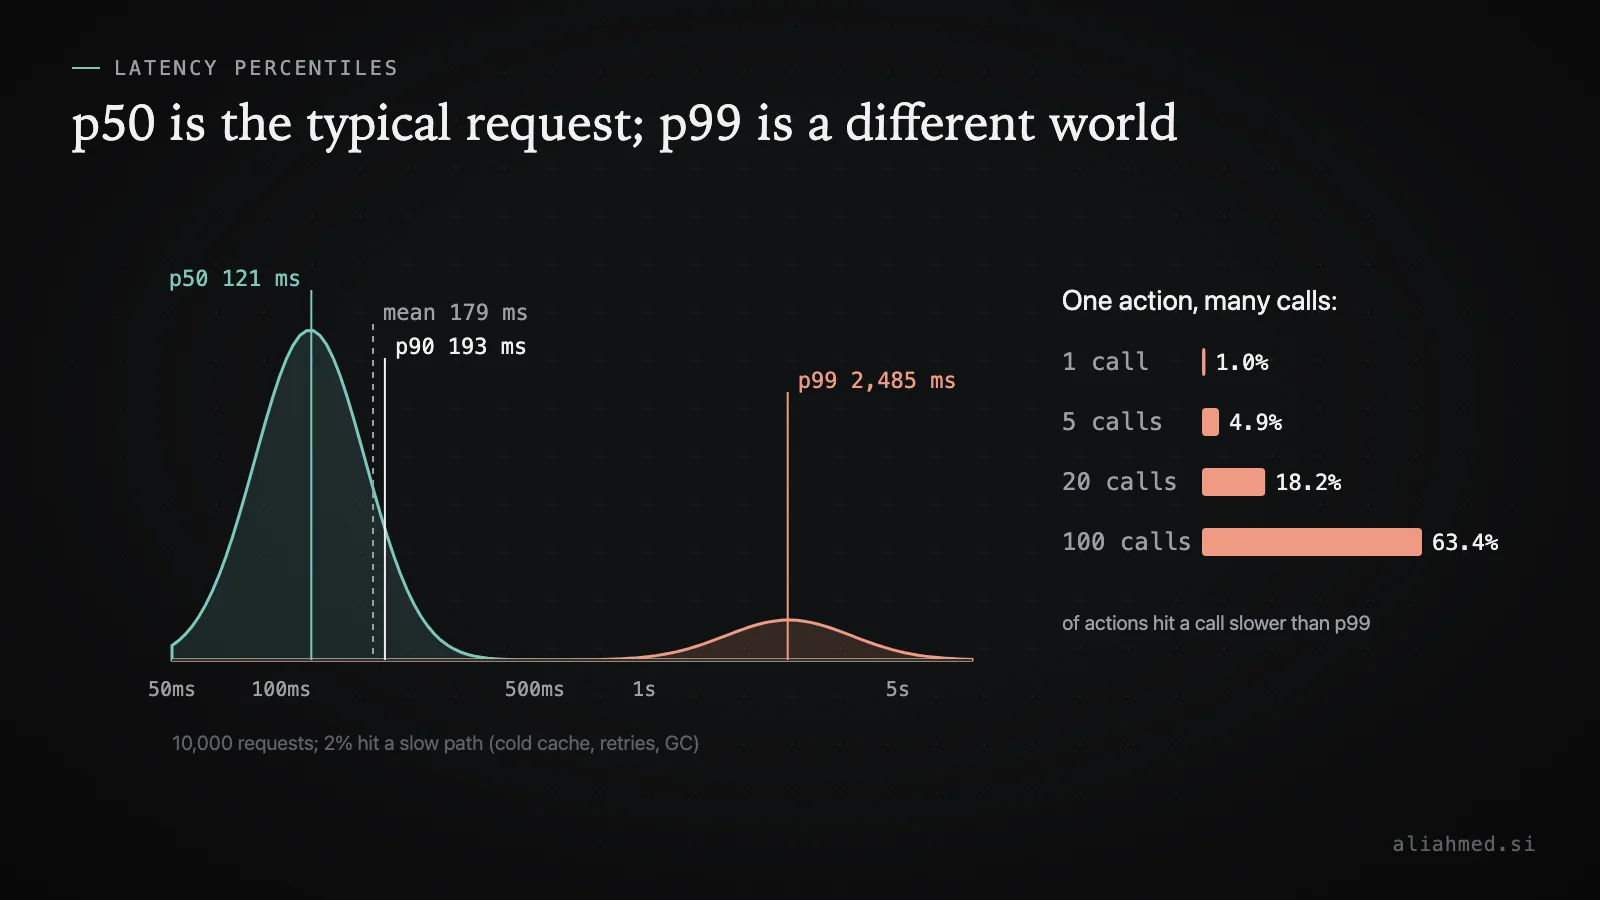 LATENCY PERCENTILES
p50 is the typical request; p99 is a different world
p50 121 ms
mean 179 ms
p90 193 ms
p99 2,485 ms
50ms 100ms 500ms 1s 5s
10,000 requests; 2% hit a slow path (cold cache, retries, GC)
One action, many calls:
1 call 1.0%
5 calls 4.9%
20 calls 18.2%
100 calls 63.4%
of actions hit a call slower than p99
aliahmed.si